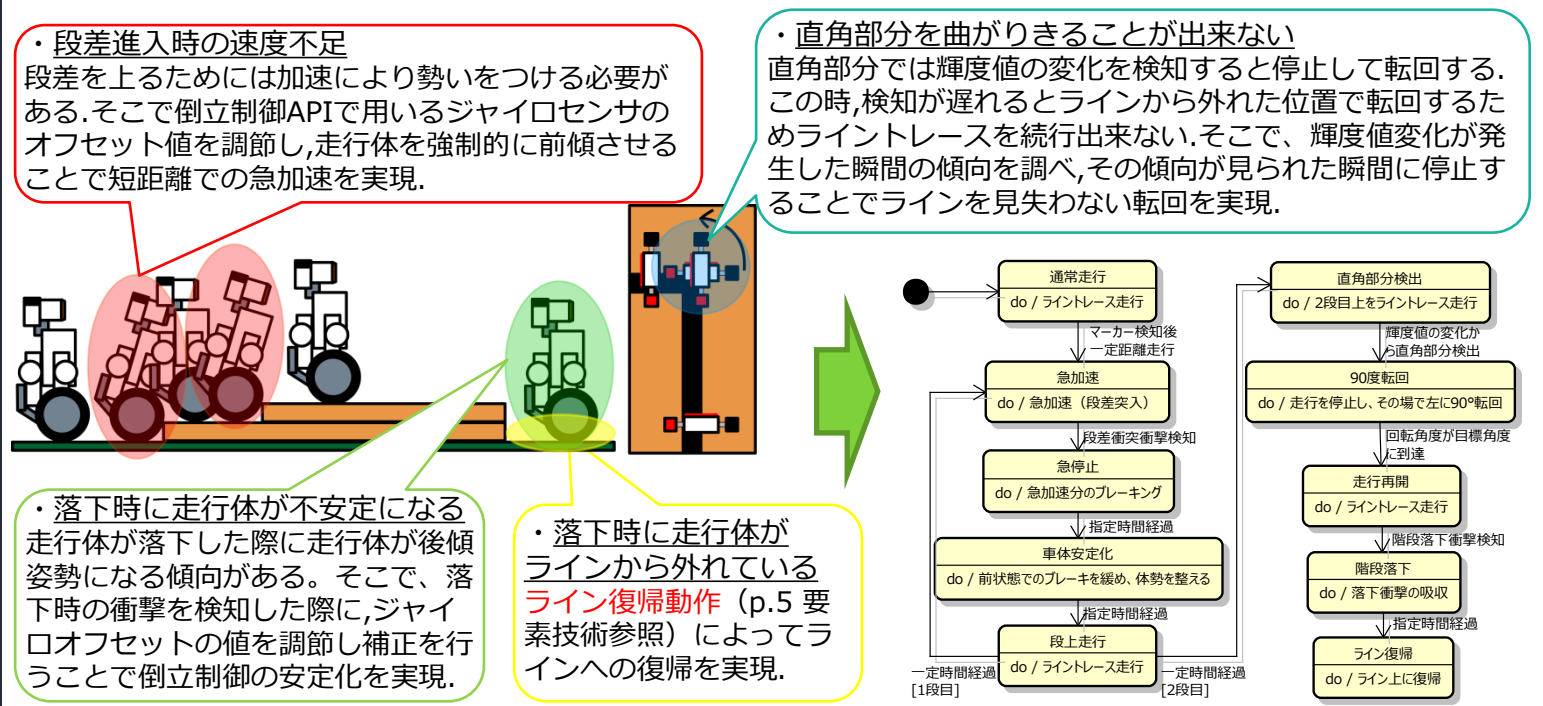 ・段差進入時の速度不足
段差を上るためには加速により勢いをつける必要が
ある.そこで倒立制御APIで用いるジャイロセンサの
オフセット値を調節し,走行体を強制的に前傾させる
ことで短距離での急加速を実現.
・直角部分を曲がりきることが出来ない
直角部分では輝度値の変化を検知すると停止して転回する.
この時,検知が遅れるとラインから外れた位置で転回するた
めライントレースを続行出来ない.そこで、輝度値変化が発
生した瞬間の傾向を調べ,その傾向が見られた瞬間に停止す
ることでラインを見失わない転回を実現.
・落下時に走行体が不安定になる
走行体が落下した際に走行体が後傾
姿勢になる傾向がある。そこで、落
下時の衝撃を検知した際に,ジャイ
ロオフセットの値を調節し補正を行
うことで倒立制御の安定化を実現.
・落下時に走行体が
ラインから外れている
ライン復帰動作（p.5 要
素技術参照）によってラ
インへの復帰を実現.
通常走行
do / ライントレース走行
マーカー検知後
一定距離走行
急加速
do / 急加速（段差突入）
段差衝突衝撃検知
急停止
do / 急加速分のブレーキング
指定時間経過
車体安定化
do / 前状態でのブレーキを緩め、体勢を整える
指定時間経過
段上走行
do / ライントレース走行
一定時間経過
[1段目]
一定時間経過
[2段目]
直角部分検出
do / 2段目上をライントレース走行
輝度値の変化か
ら直角部分検出
90度転回
do / 走行を停止し、その場で左に90°転回
回転角度が目標角度
に到達
走行再開
do / ライントレース走行
階段落下衝撃検知
階段落下
do / 落下衝撃の吸収
指定時間経過
ライン復帰
do / ライン上に復帰